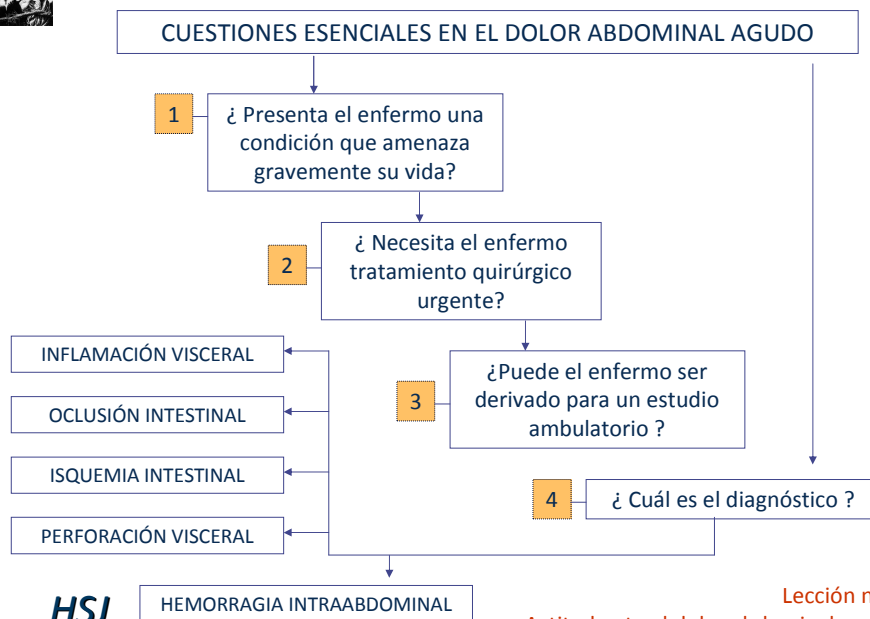 CUESTIONES ESENCIALES EN EL DOLOR ABDOMINAL AGUDO
1
¿ Presenta el enfermo una
condición que amenaza
gravemente su vida?
2
¿ Necesita el enfermo
tratamiento quirúrgico
urgente?
3
¿Puede el enfermo ser
derivado para un estudio
ambulatorio ?
4
¿ Cuál es el diagnóstico ?
INFLAMACIÓN VISCERAL
OCLUSIÓN INTESTINAL
ISQUEMIA INTESTINAL
PERFORACIÓN VISCERAL
HEMORRAGIA INTRAABDOMINAL
HSJ
Lección